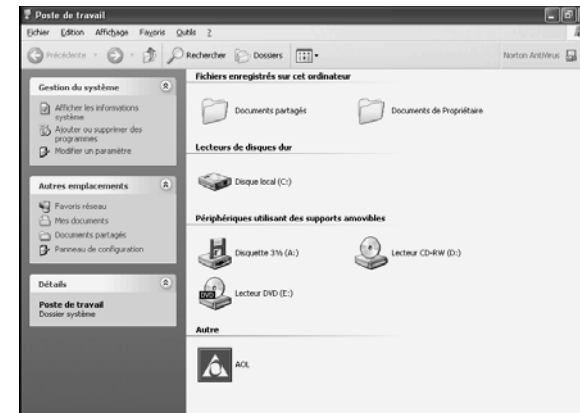 Poste de travail
Fichier Edition Affichage Favoris Outils ?
Précédente Rechercher Dossiers Norton AntiVirus
Gestion du système
Afficher les informations
système
Ajouter ou supprimer des
programmes
Modifier un paramètre
Autres emplacements
Favoris réseau
Mes documents
Documents partagés
Panneau de configuration
Détails
Poste de travail
Dossier système
Fichiers enregistrés sur cet ordinateur
Documents partagés
Documents de Propriétaire
Lecteurs de disques dur
Disque local (C:)
Périphériques utilisant des supports amovibles
Disquette 3½ (A:)
Lecteur CD-RW (D:)
DVD
Lecteur DVD (E:)
Autre
AOL